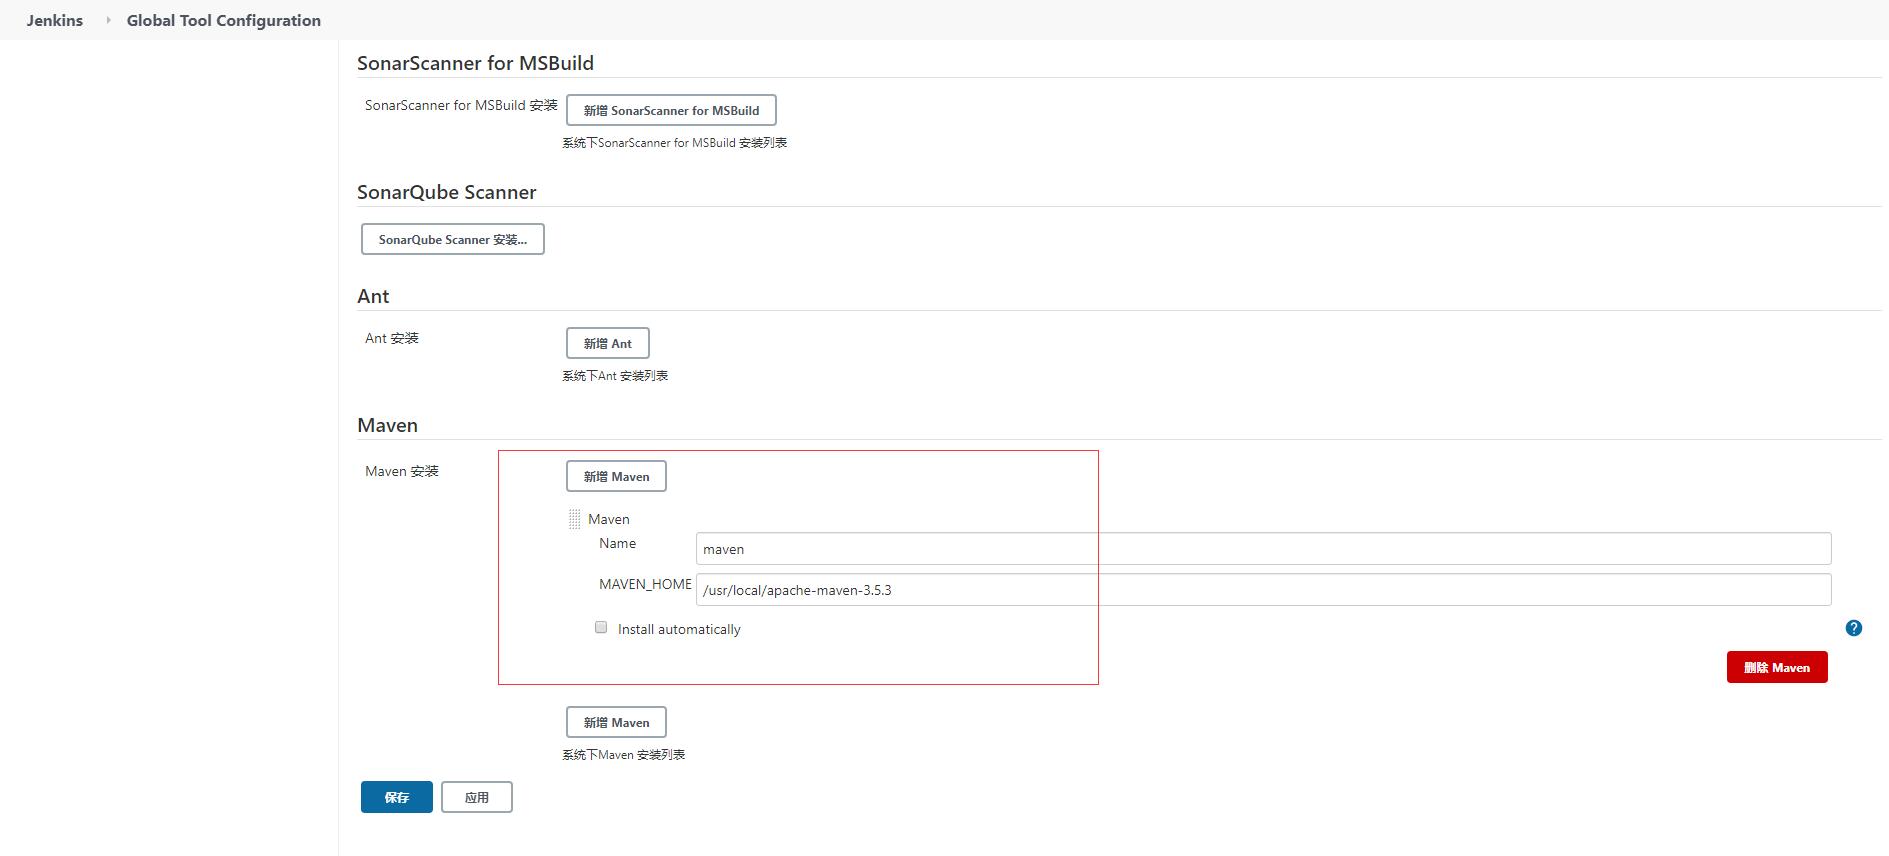 Jenkins Global Tool Configuration
SonarScanner for MSBuild
SonarScanner for MSBuild 安装 新增 SonarScanner for MSBuild
系统下SonarScanner for MSBuild 安装列表
SonarQube Scanner
SonarQube Scanner 安装...
Ant
Ant 安装 新增 Ant
系统下Ant 安装列表
Maven
Maven 安装 新增 Maven
Maven
Name maven
MAVEN_HOME /usr/local/apache-maven-3.5.3
Install automatically ?
删除 Maven
新增 Maven
系统下Maven 安装列表
保存 应用